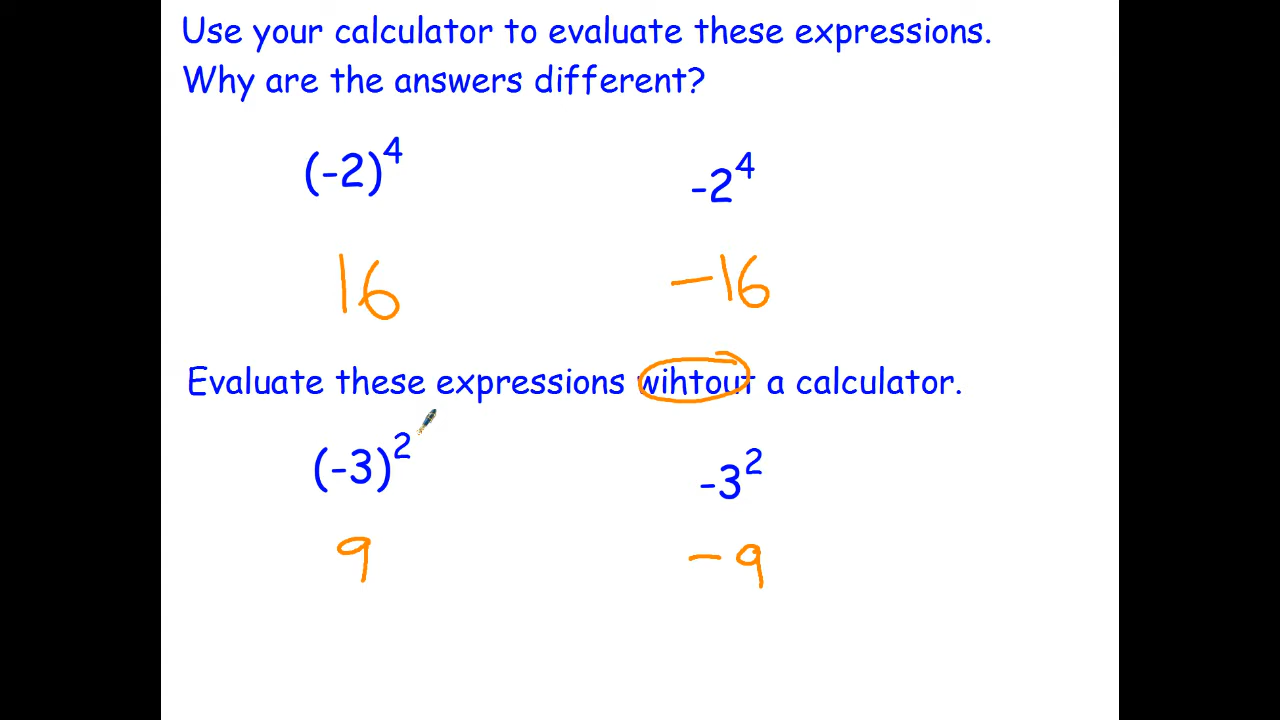 Use your calculator to evaluate these expressions.
Why are the answers different?
(-2)⁴ -2⁴
16 -16
Evaluate these expressions wihtout a calculator.
(-3)² -3²
9 -9